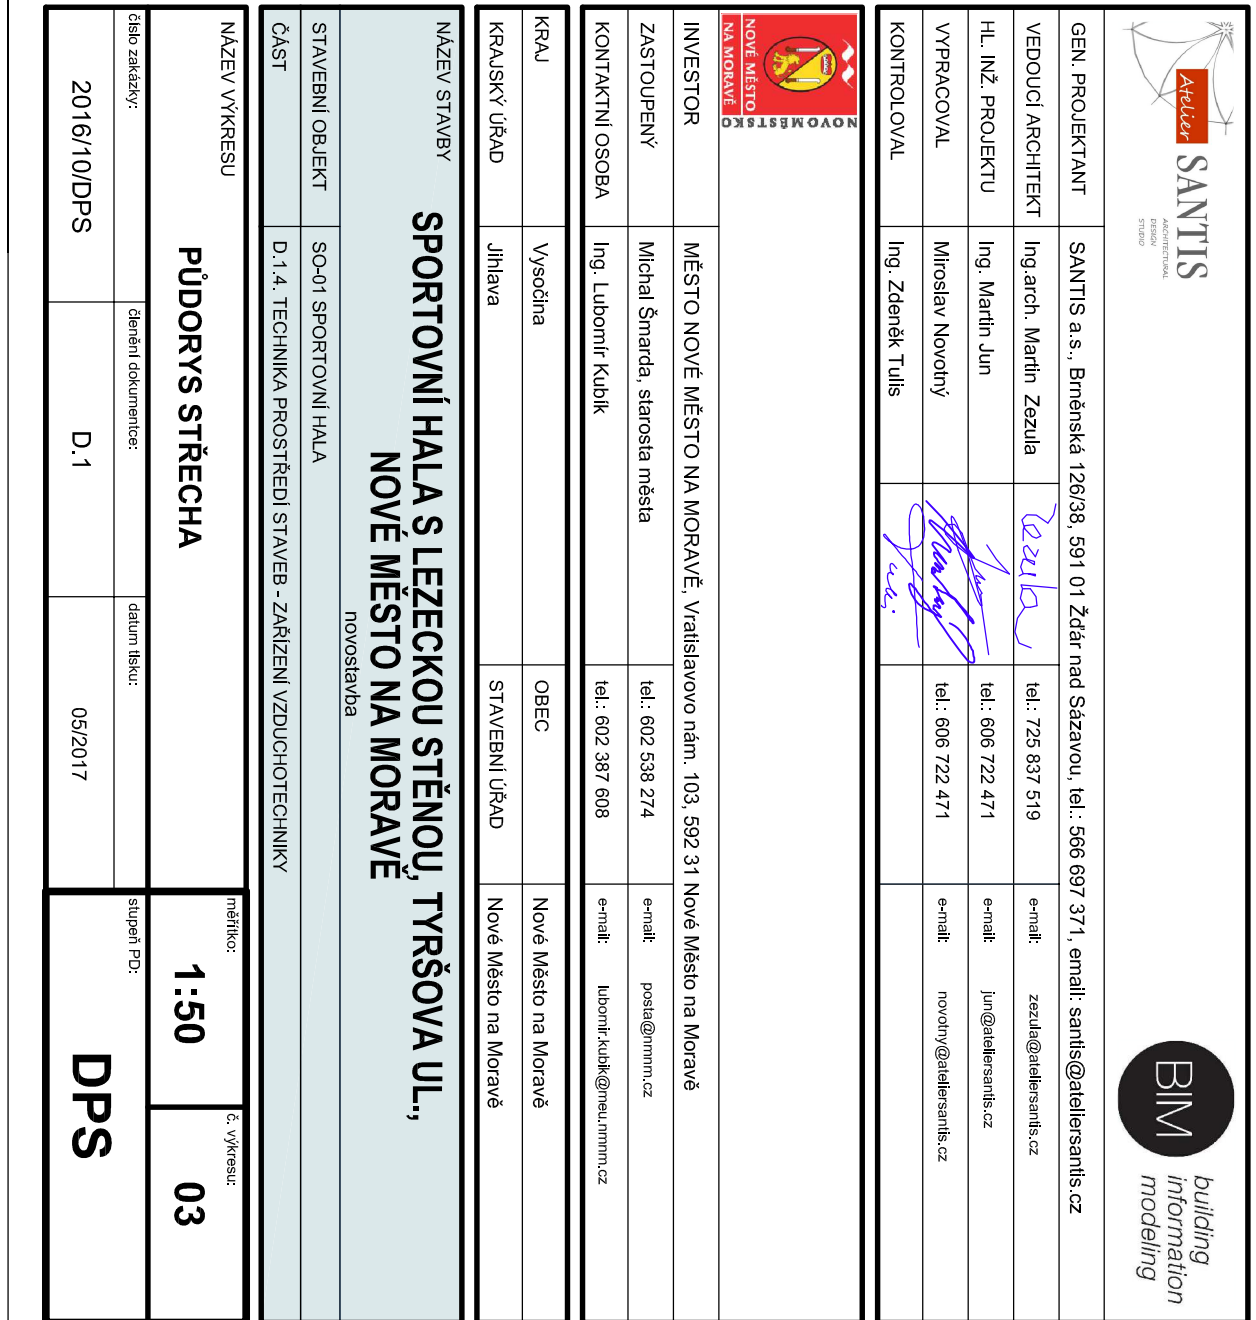 Atelier SANTIS
ARCHITECTURAL
DESIGN
STUDIO
BIM
building
information
modeling
GEN. PROJEKTANT SANTIS a.s., Brněnská 126/38, 591 01 Žďár nad Sázavou, tel.: 566 697 371, email: santis@ateliersantis.cz
VEDOUCÍ ARCHITEKT Ing.arch. Martin Zezula Zezula tel.: 725 837 519 e-mail: zezula@ateliersantis.cz
HL. INŽ. PROJEKTU Ing. Martin Jun tel.: 606 722 471 e-mail: jun@ateliersantis.cz
VYPRACOVAL Miroslav Novotný tel.: 606 722 471 e-mail: novotny@ateliersantis.cz
KONTROLOVAL Ing. Zdeněk Tulis
NOVÉ MĚSTO
NA MORAVĚ
NOVOMĚSTSKO
INVESTOR MĚSTO NOVÉ MĚSTO NA MORAVĚ, Vratislavovo nám. 103, 592 31 Nové Město na Moravě
ZASTOUPENÝ Michal Šmarda, starosta města tel.: 602 538 274 e-mail: posta@nmnm.cz
KONTAKTNÍ OSOBA Ing. Lubomír Kubík tel.: 602 387 608 e-mail: lubomir.kubik@meu.nmnm.cz
KRAJ Vysočina OBEC Nové Město na Moravě
KRAJSKÝ ÚŘAD Jihlava STAVEBNÍ ÚŘAD Nové Město na Moravě
NÁZEV STAVBY
SPORTOVNÍ HALA S LEZECKOU STĚNOU, TYRŠOVA UL.,
NOVÉ MĚSTO NA MORAVĚ
novostavba
STAVEBNÍ OBJEKT SO-01 SPORTOVNÍ HALA
ČÁST D.1.4. TECHNIKA PROSTŘEDÍ STAVEB - ZAŘÍZENÍ VZDUCHOTECHNIKY
NÁZEV VÝKRESU
PŮDORYS STŘECHA
měřítko:
1:50
č. výkresu:
03
číslo zakázky:
2016/10/DPS
členění dokumentce:
D.1
datum tisku:
05/2017
stupeň PD:
DPS